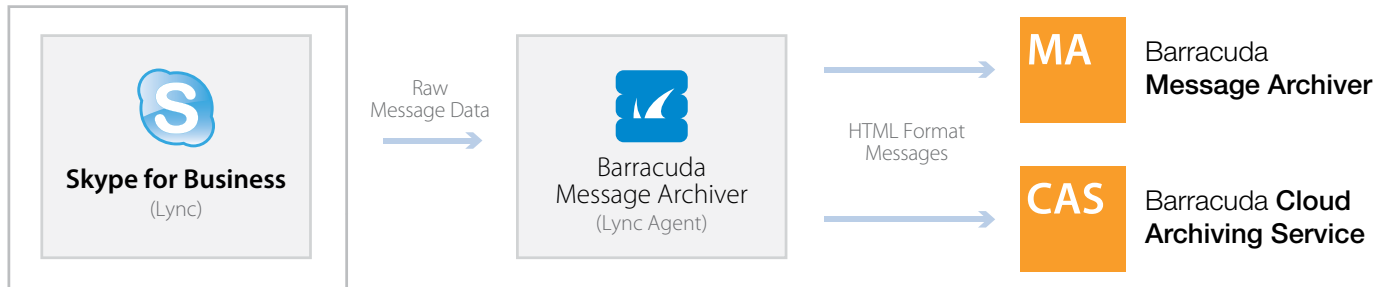 S
Skype for Business
(Lync)
Raw
Message Data
Barracuda
Message Archiver
(Lync Agent)
HTML Format
Messages
MA
Barracuda
Message Archiver
CAS
Barracuda Cloud
Archiving Service